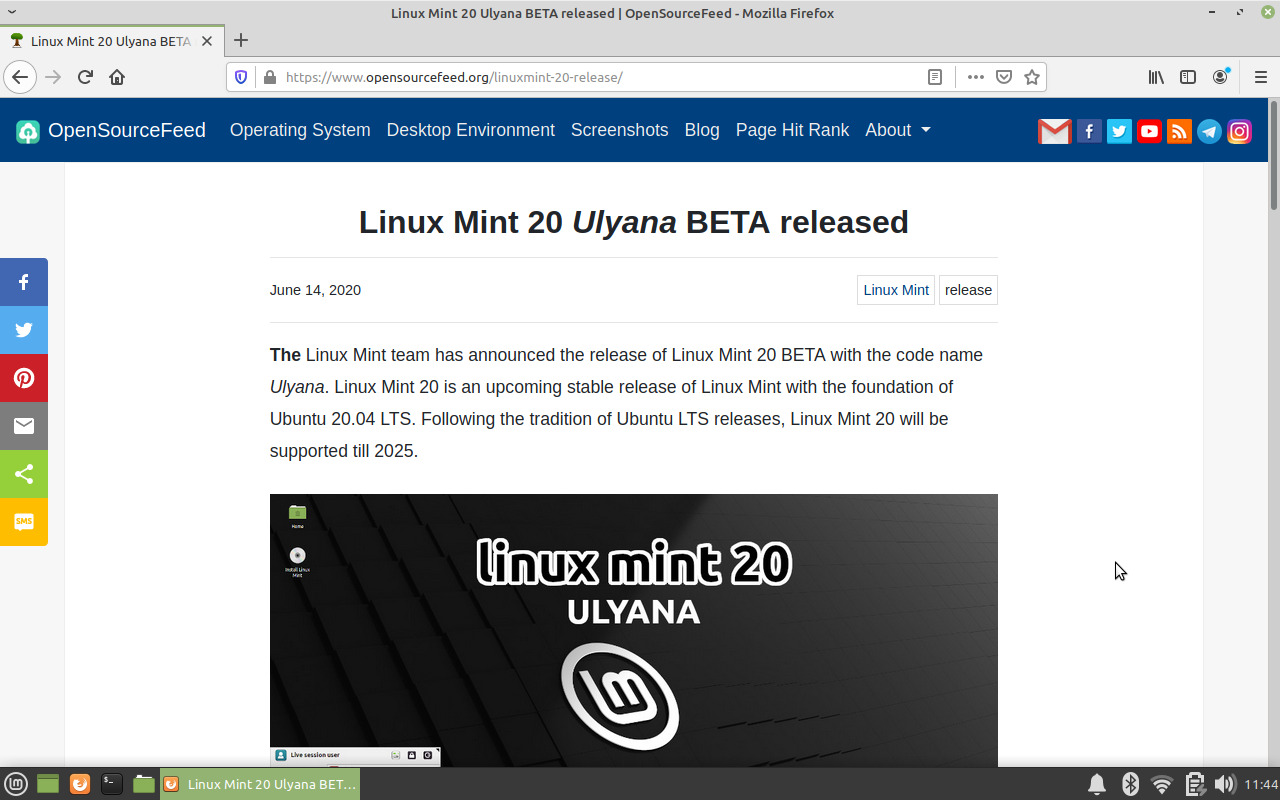 Linux Mint 20 Ulyana BETA released | OpenSourceFeed - Mozilla Firefox
Linux Mint 20 Ulyana BETA
https://www.opensourcefeed.org/linuxmint-20-release/
OpenSourceFeed Operating System Desktop Environment Screenshots Blog Page Hit Rank About
Linux Mint 20 Ulyana BETA released
June 14, 2020 Linux Mint release
The Linux Mint team has announced the release of Linux Mint 20 BETA with the code name
Ulyana. Linux Mint 20 is an upcoming stable release of Linux Mint with the foundation of
Ubuntu 20.04 LTS. Following the tradition of Ubuntu LTS releases, Linux Mint 20 will be
supported till 2025.
SMS
Home
Install Linux
Mint
linux mint 20
ULYANA
Live session user
Linux Mint 20 Ulyana BET...
11:44